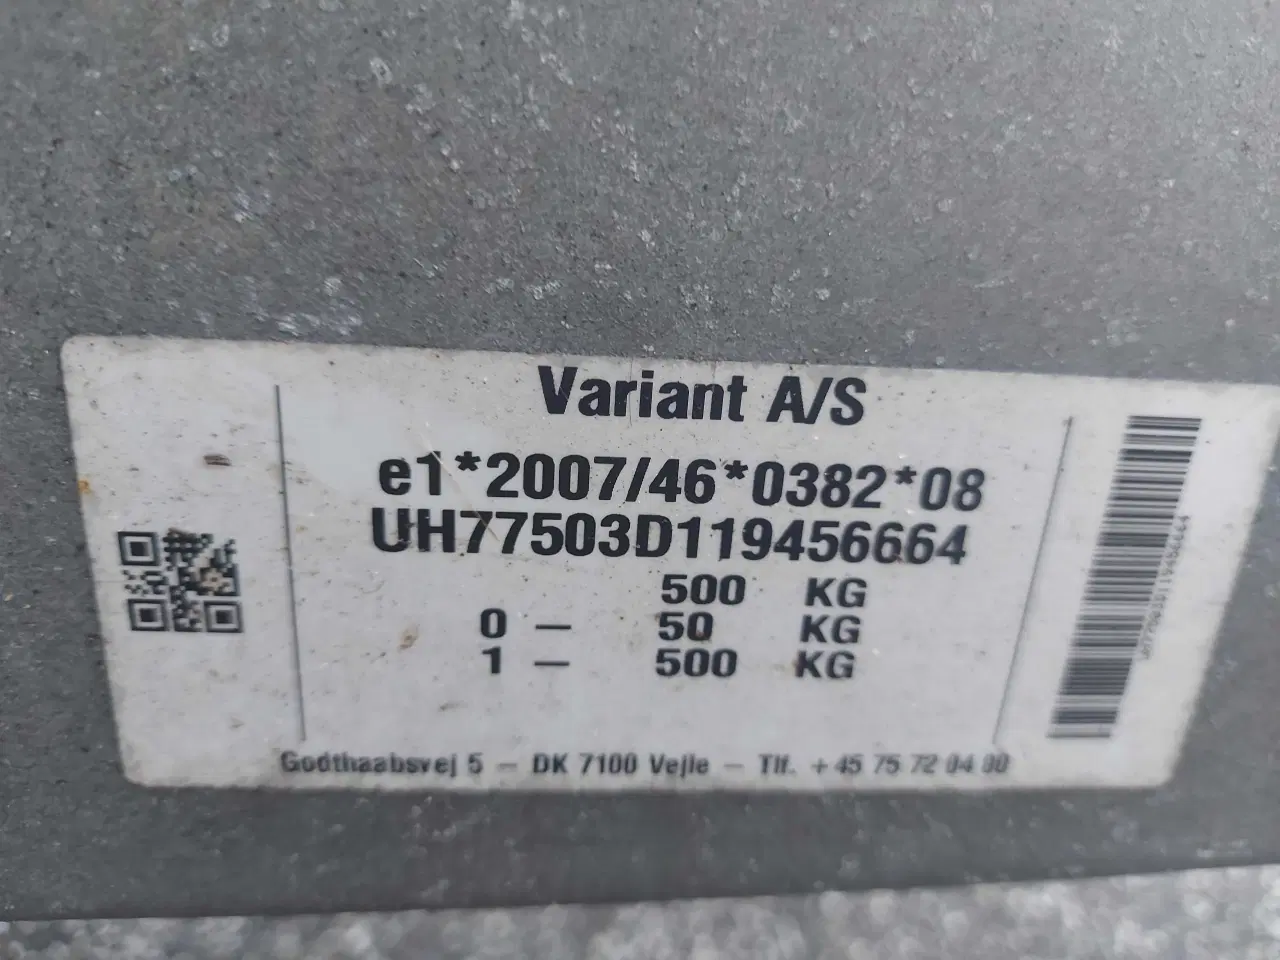 Variant A/S
e1*2007/46*0382*08
UH77503D119456664
500 KG
0 – 50 KG
1 – 500 KG
Godthaabsvej 5 – DK 7100 Vejle – Tlf. +45 75 72 04 00